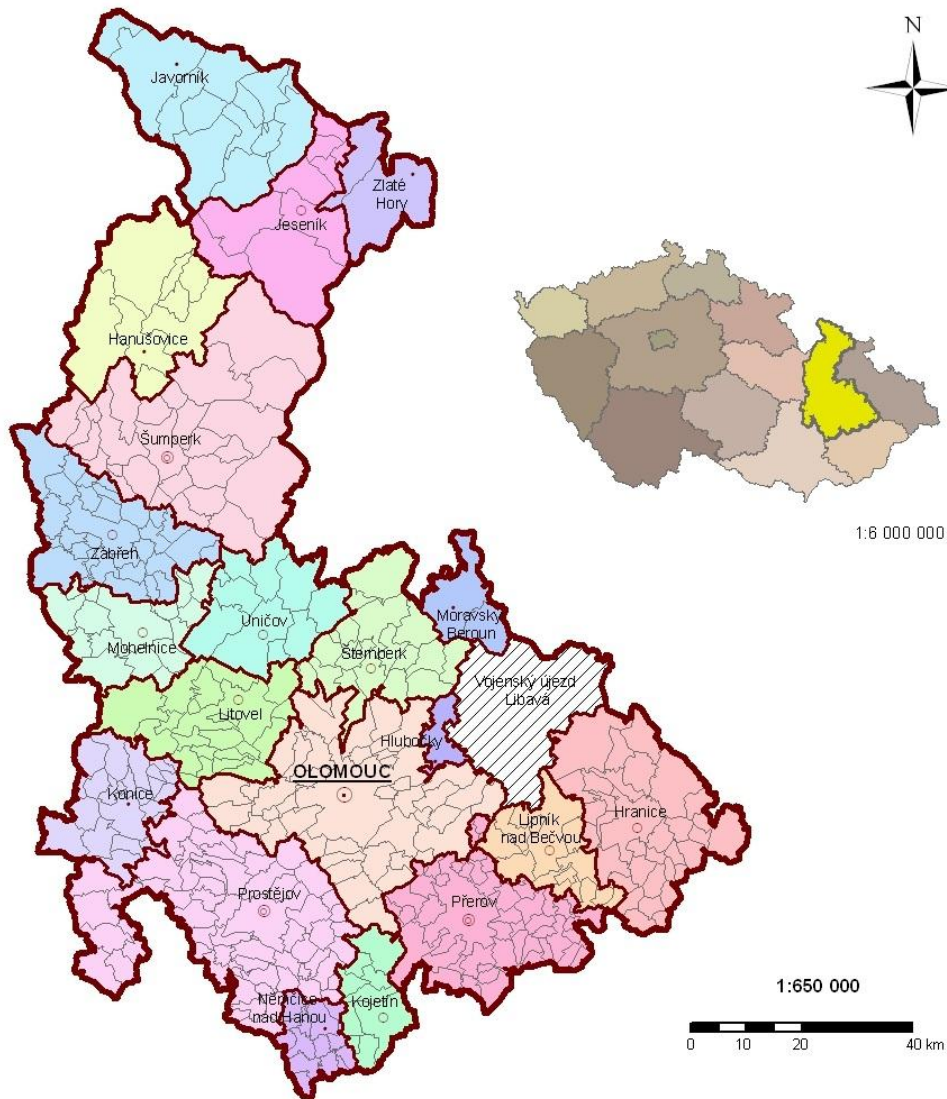 N
Javorník
Zlaté
Hory
Jeseník
Hanušovice
Šumperk
1:6 000 000
Zábřeh
Moravský
Beroun
Uničov
Mohelnice
Šternberk
Vojenský újezd
Libavá
Litovel
Hlubočky
OLOMOUC
Konice
Hranice
Lipník
nad Bečvou
Prostějov
Přerov
1:650 000
Němčice
nad Hanou
Kojetín
0 10 20 40 km